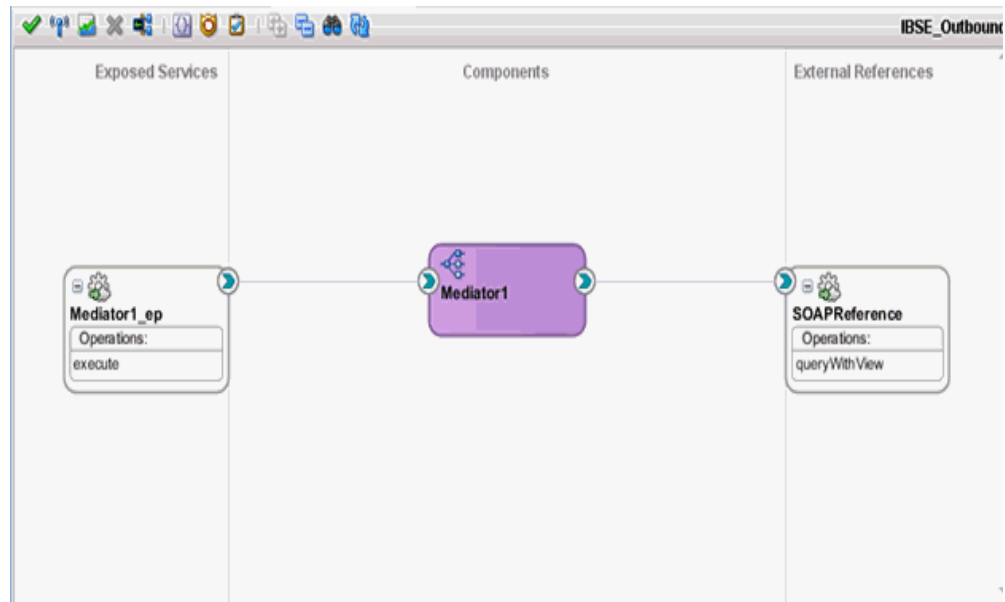 IBSE_Outbound
Exposed Services
Components
External References
Mediator1_ep
Operations:
execute
Mediator1
SOAPReference
Operations:
queryWithView